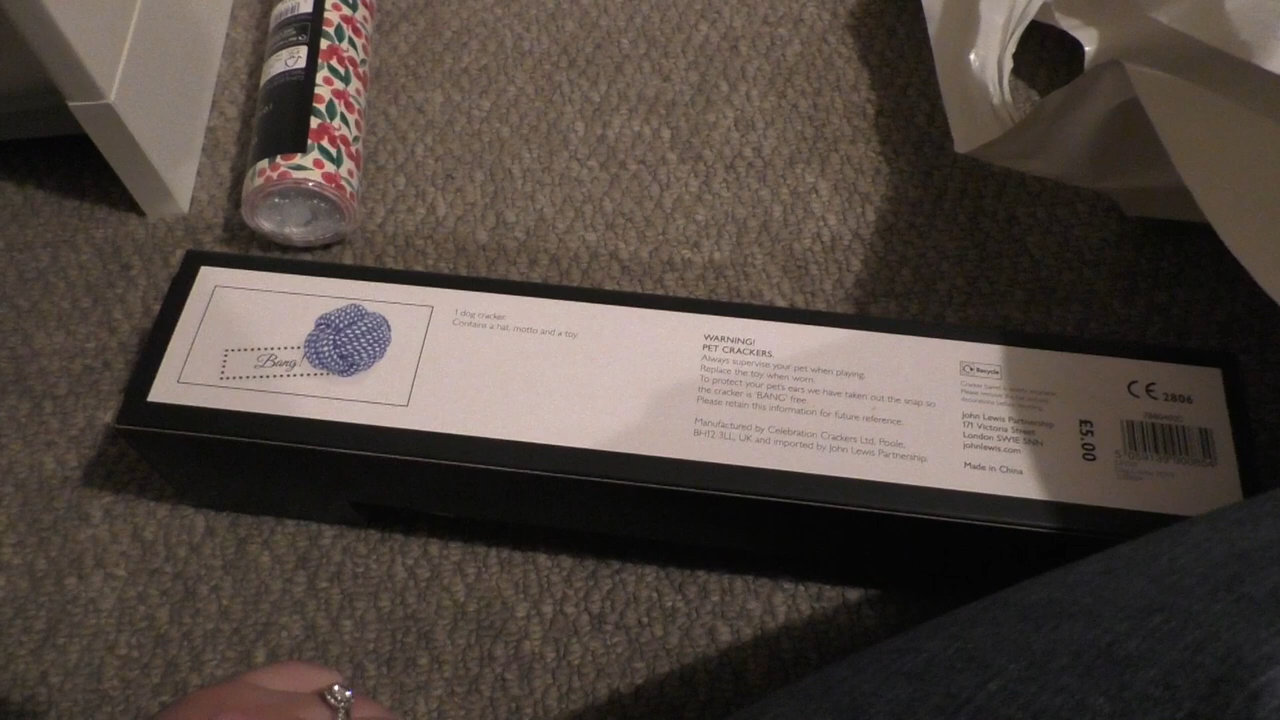 Bang!
1 dog cracker.
Contains a hat, motto and a toy.
WARNING!
PET CRACKERS.
Always supervise your pet when playing.
Replace the toy when worn.
To protect your pet's ears we have taken out the snap so
the cracker is 'BANG' free.
Please retain this information for future reference.
Manufactured by Celebration Crackers Ltd, Poole,
BH12 3LL, UK and imported by John Lewis Partnership.
Recycle
John Lewis Partnership
171 Victoria Street
London SW1E 5NN
johnlewis.com
Made in China
£5.00
CE 2806